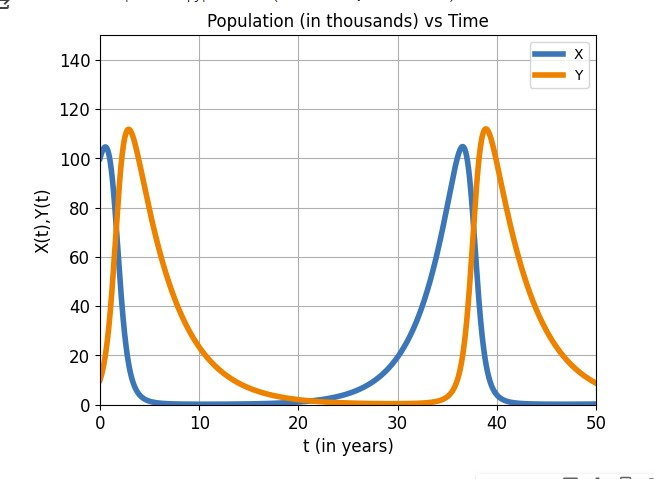 Population (in thousands) vs Time
X
Y
X(t),Y(t)
140
120
100
80
60
40
20
0
0 10 20 30 40 50
t (in years)